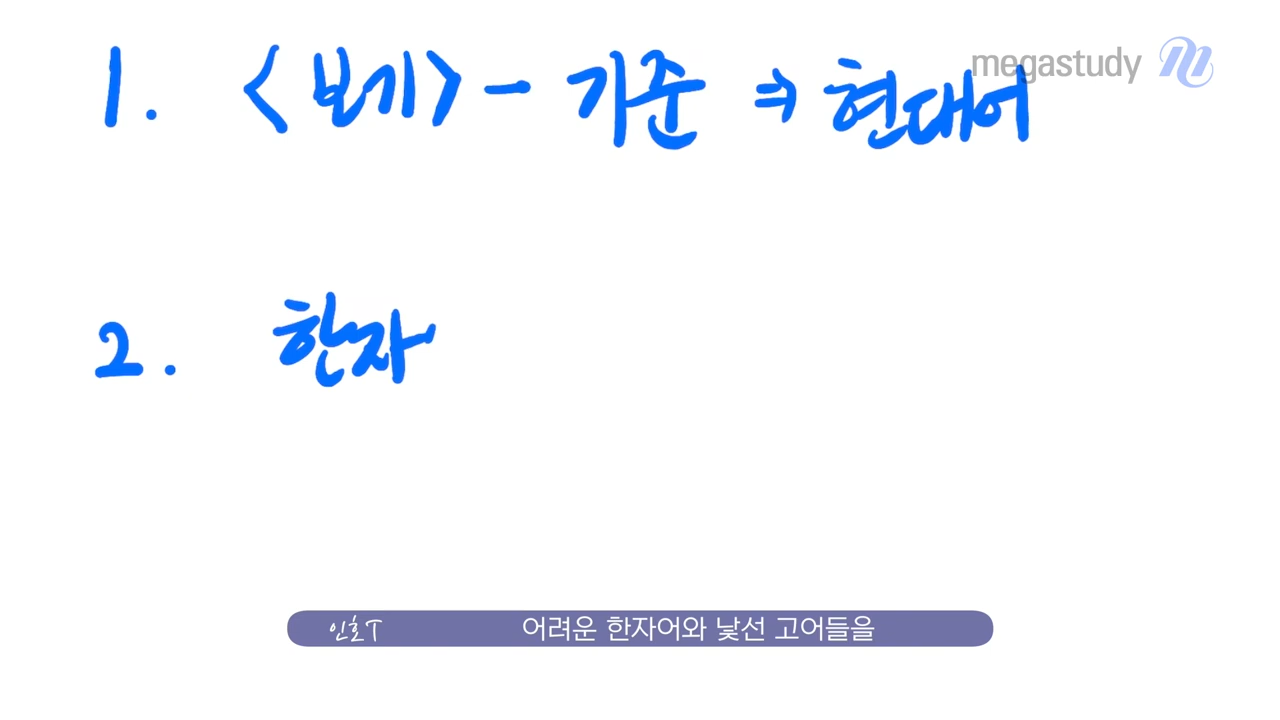 megastudy
1. <보기> - 기준 ⇒ 현대어
2. 한자
인호T 어려운 한자어와 낯선 고어들을